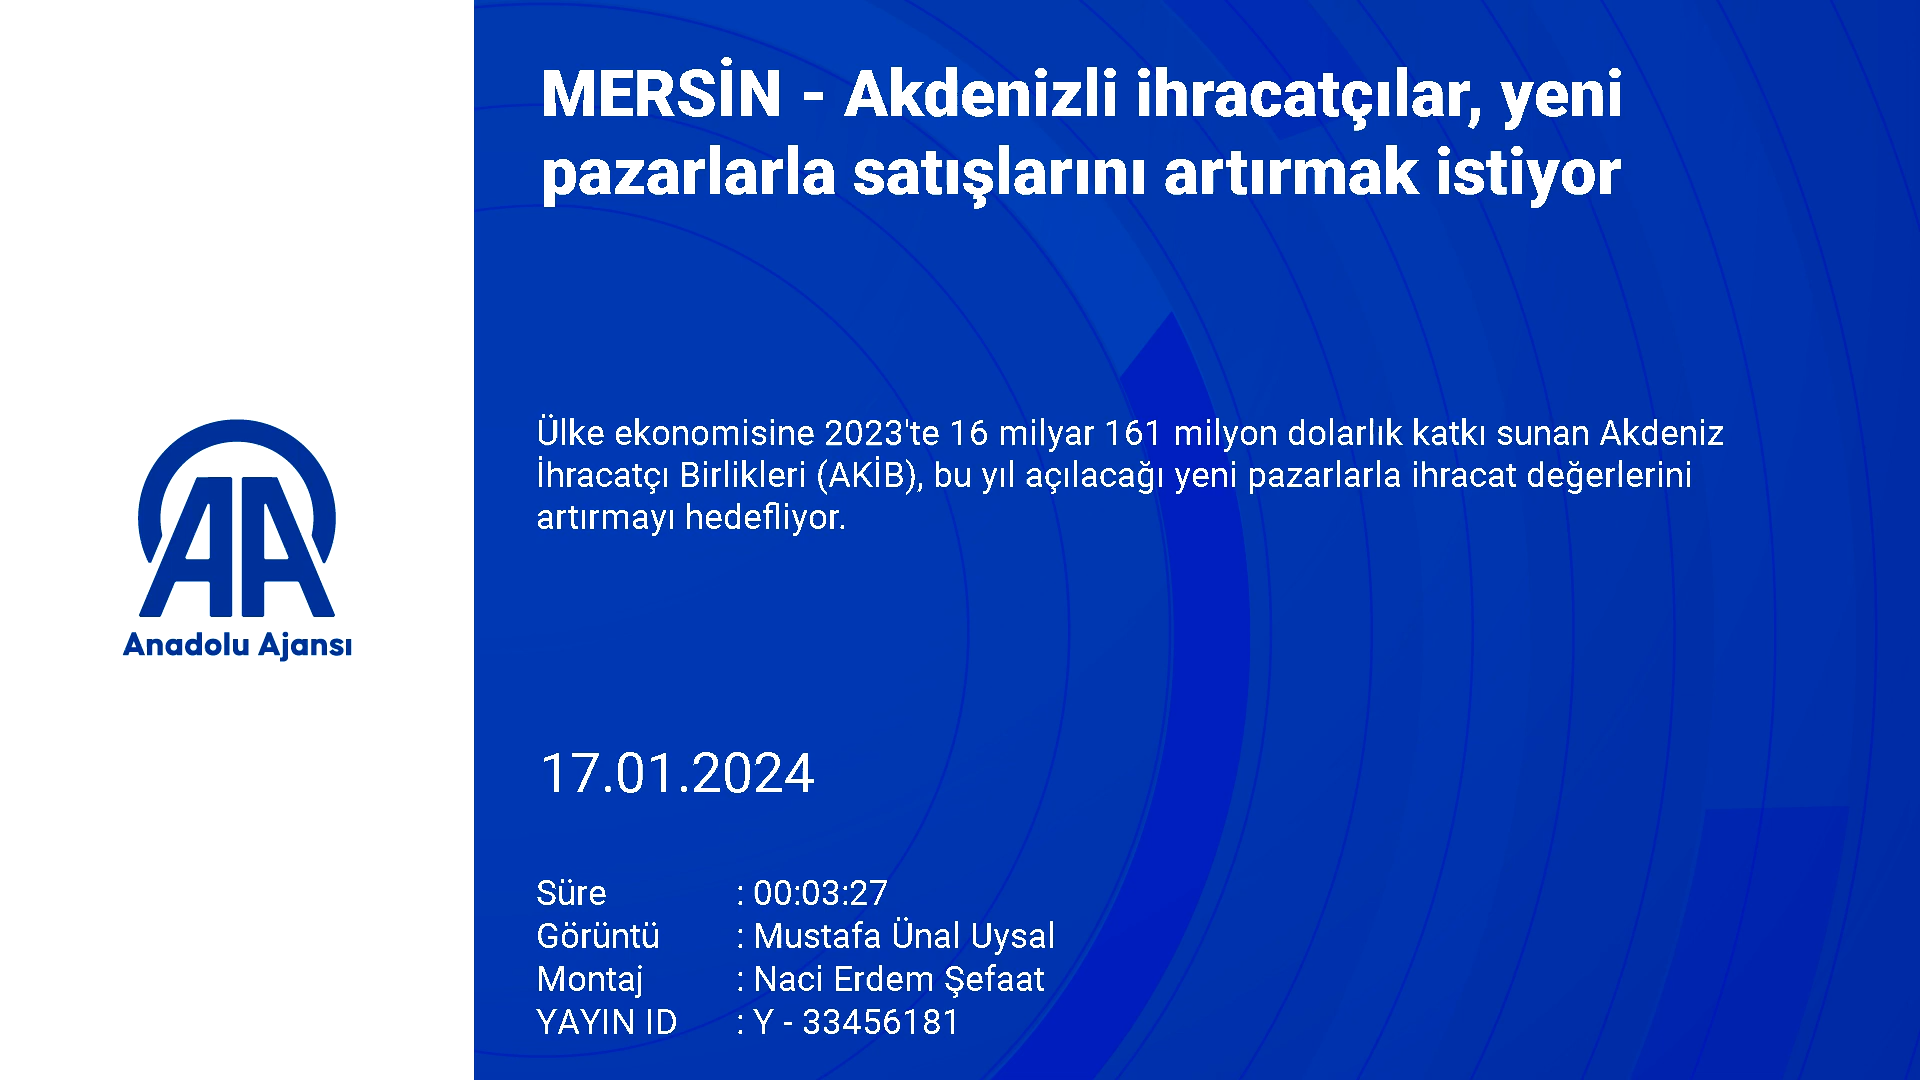 MERSİN - Akdenizli ihracatçılar, yeni
pazarlarla satışlarını artırmak istiyor
Ülke ekonomisine 2023'te 16 milyar 161 milyon dolarlık katkı sunan Akdeniz
İhracatçı Birlikleri (AKİB), bu yıl açılacağı yeni pazarlarla ihracat değerlerini
artırmayı hedefliyor.
AA
Anadolu Ajansı
17.01.2024
Süre : 00:03:27
Görüntü : Mustafa Ünal Uysal
Montaj : Naci Erdem Şefaat
YAYIN ID : Y - 33456181